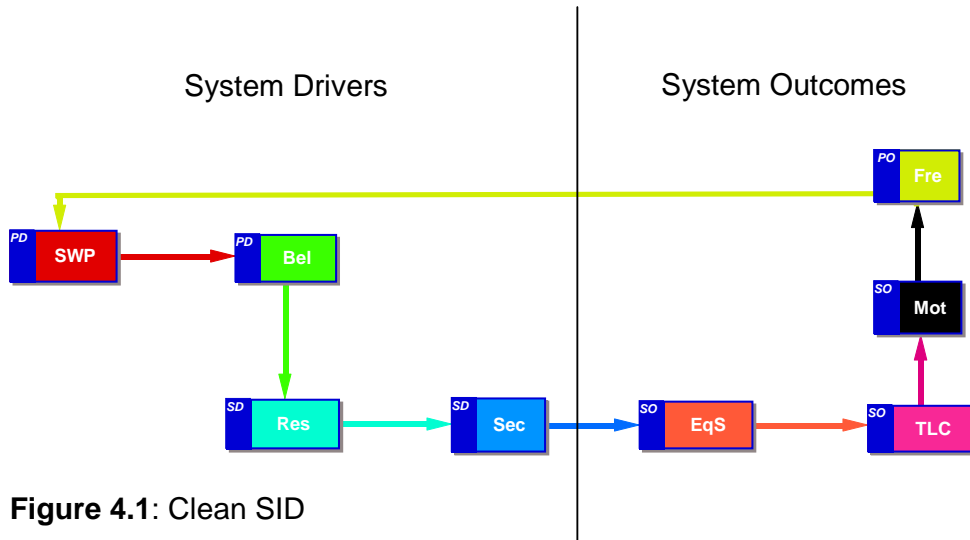 System Drivers
System Outcomes
PO
Fre
PD
SWP
PD
Bel
SO
Mot
SD
Res
SD
Sec
SO
EqS
SO
TLC
Figure 4.1: Clean SID